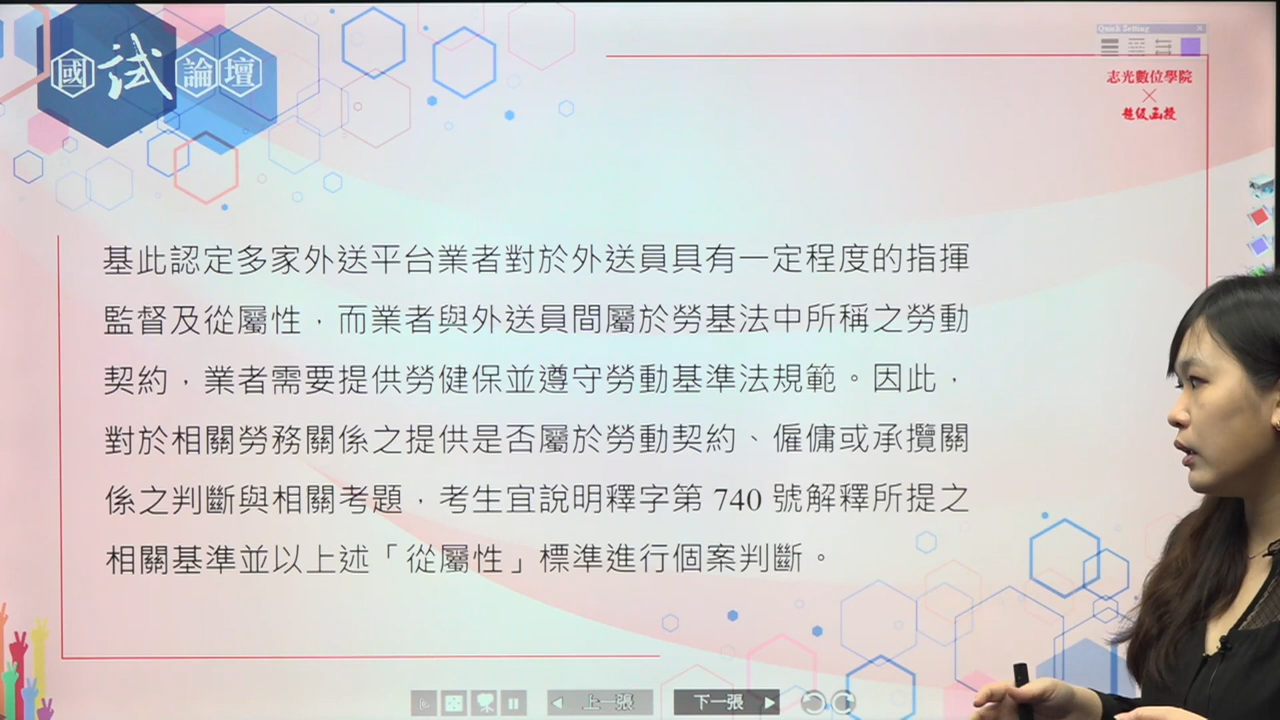 國試論壇
Quick Setting
志光數位學院
×
超級函授
基此認定多家外送平台業者對於外送員具有一定程度的指揮
監督及從屬性，而業者與外送員間屬於勞基法中所稱之勞動
契約，業者需要提供勞健保並遵守勞動基準法規範。因此，
對於相關勞務關係之提供是否屬於勞動契約、僱傭或承攬關
係之判斷與相關考題，考生宜說明釋字第 740 號解釋所提之
相關基準並以上述「從屬性」標準進行個案判斷。
上一張
下一張